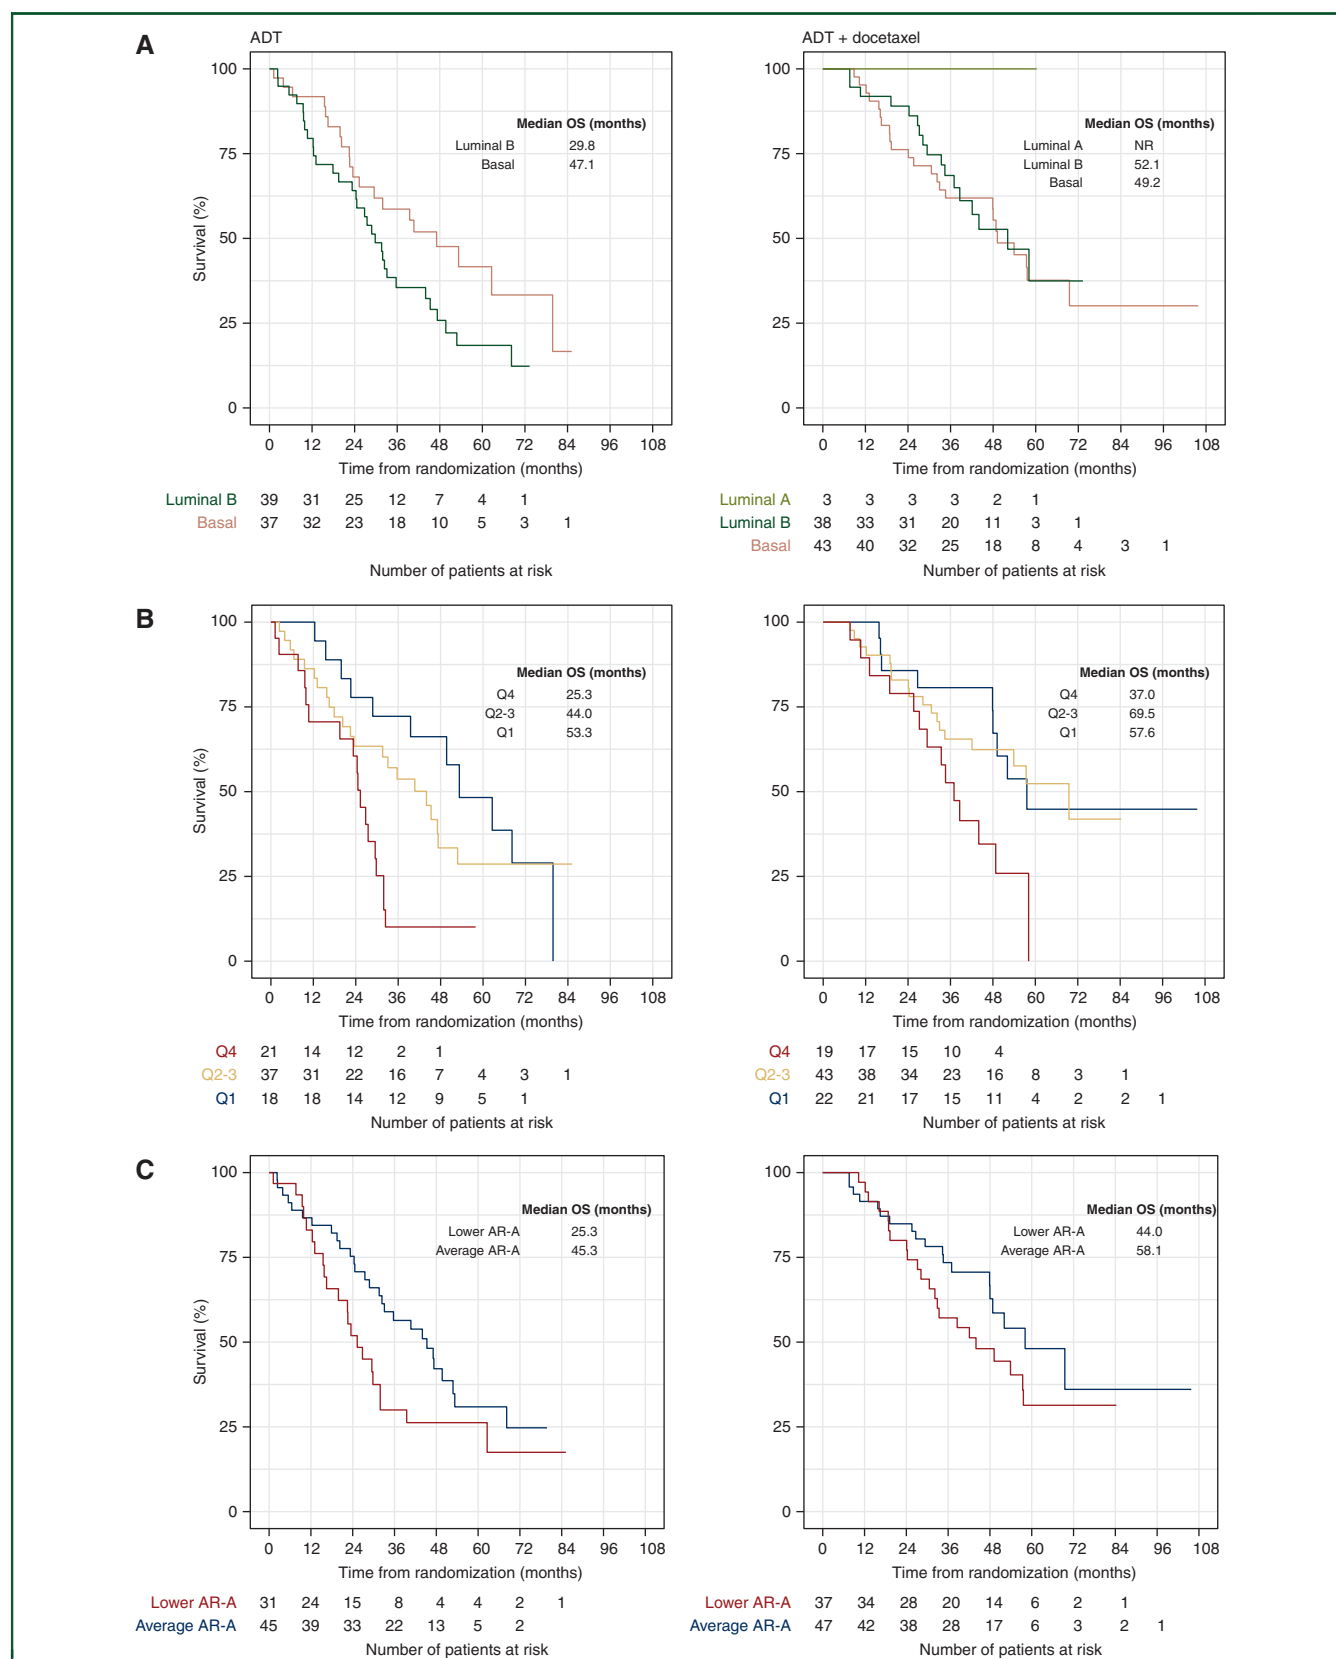 A
ADT
ADT + docetaxel
100
75
50
25
0
Survival (%)
Median OS (months)
Luminal B 29.8
Basal 47.1
0 12 24 36 48 60 72 84 96 108
Time from randomization (months)
Luminal B 39 31 25 12 7 4 1
Basal 37 32 23 18 10 5 3 1
Number of patients at risk
100
75
50
25
0
Median OS (months)
Luminal A NR
Luminal B 52.1
Basal 49.2
0 12 24 36 48 60 72 84 96 108
Time from randomization (months)
Luminal A 3 3 3 3 2 1
Luminal B 38 33 31 20 11 3 1
Basal 43 40 32 25 18 8 4 3 1
Number of patients at risk
B
100
75
50
25
0
Survival (%)
Median OS (months)
Q4 25.3
Q2-3 44.0
Q1 53.3
0 12 24 36 48 60 72 84 96 108
Time from randomization (months)
Q4 21 14 12 2 1
Q2-3 37 31 22 16 7 4 3 1
Q1 18 18 14 12 9 5 1
Number of patients at risk
100
75
50
25
0
Median OS (months)
Q4 37.0
Q2-3 69.5
Q1 57.6
0 12 24 36 48 60 72 84 96 108
Time from randomization (months)
Q4 19 17 15 10 4
Q2-3 43 38 34 23 16 8 3 1
Q1 22 21 17 15 11 4 2 2 1
Number of patients at risk
C
100
75
50
25
0
Survival (%)
Median OS (months)
Lower AR-A 25.3
Average AR-A 45.3
0 12 24 36 48 60 72 84 96 108
Time from randomization (months)
Lower AR-A 31 24 15 8 4 4 2 1
Average AR-A 45 39 33 22 13 5 2
Number of patients at risk
100
75
50
25
0
Median OS (months)
Lower AR-A 44.0
Average AR-A 58.1
0 12 24 36 48 60 72 84 96 108
Time from randomization (months)
Lower AR-A 37 34 28 20 14 6 2 1
Average AR-A 47 42 38 28 17 6 3 2 1
Number of patients at risk